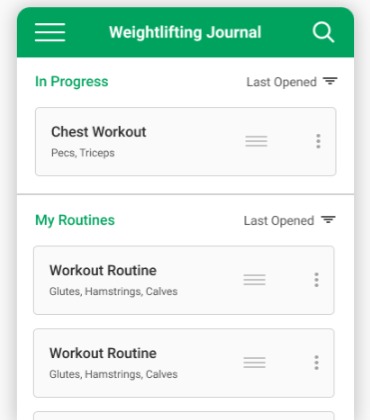 Weightlifting Journal
In Progress
Last Opened
Chest Workout
Pecs, Triceps
My Routines
Last Opened
Workout Routine
Glutes, Hamstrings, Calves
Workout Routine
Glutes, Hamstrings, Calves